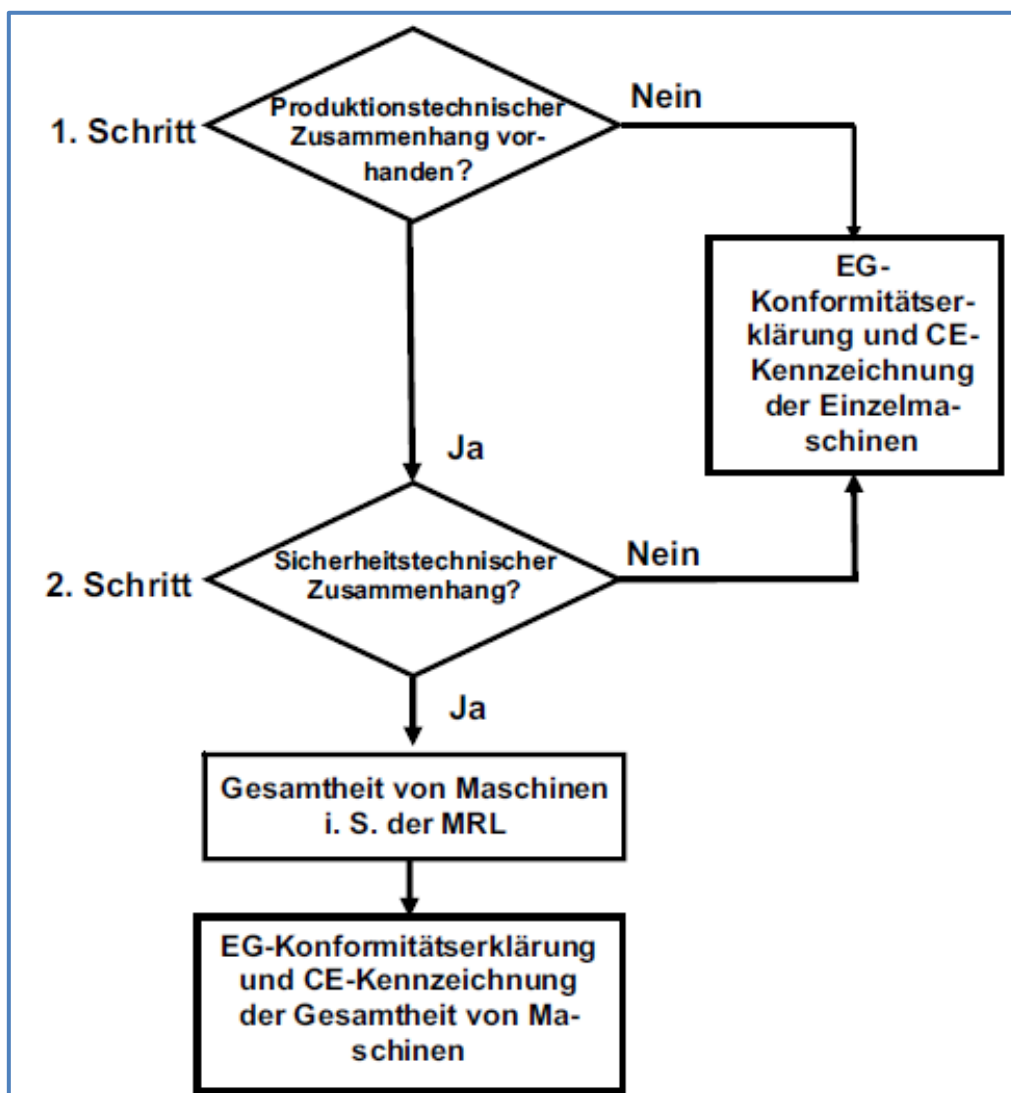 1. Schritt
Produktionstechnischer
Zusammenhang vor-
handen?
Nein
EG-
Konformitätser-
klärung und CE-
Kennzeichnung
der Einzelma-
schinen
Ja
2. Schritt
Sicherheitstechnischer
Zusammenhang?
Nein
Ja
Gesamtheit von Maschinen
i. S. der MRL
EG-Konformitätserklärung
und CE-Kennzeichnung
der Gesamtheit von Ma-
schinen